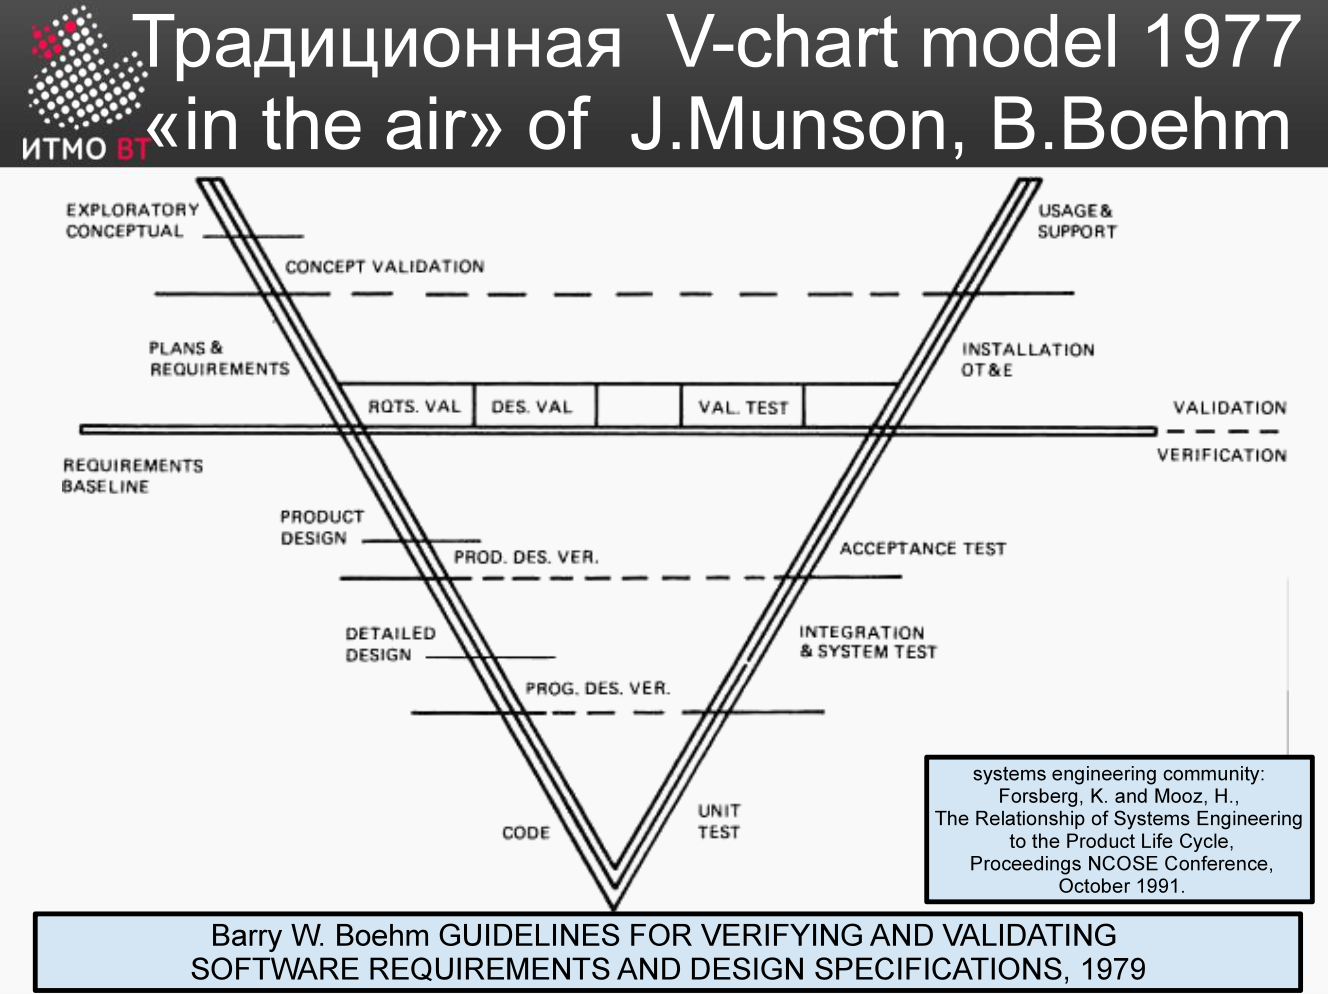 Традиционная V-chart model 1977
«in the air» of J.Munson, B.Boehm
ИТМО ВТ
EXPLORATORY
CONCEPTUAL
USAGE &
SUPPORT
CONCEPT VALIDATION
PLANS &
REQUIREMENTS
INSTALLATION
OT&E
RQTS. VAL
DES. VAL
VAL. TEST
VALIDATION
VERIFICATION
REQUIREMENTS
BASELINE
PRODUCT
DESIGN
PROD. DES. VER.
ACCEPTANCE TEST
DETAILED
DESIGN
INTEGRATION
& SYSTEM TEST
PROG. DES. VER.
CODE
UNIT
TEST
systems engineering community:
Forsberg, K. and Mooz, H.,
The Relationship of Systems Engineering
to the Product Life Cycle,
Proceedings NCOSE Conference,
October 1991.
Barry W. Boehm GUIDELINES FOR VERIFYING AND VALIDATING
SOFTWARE REQUIREMENTS AND DESIGN SPECIFICATIONS, 1979